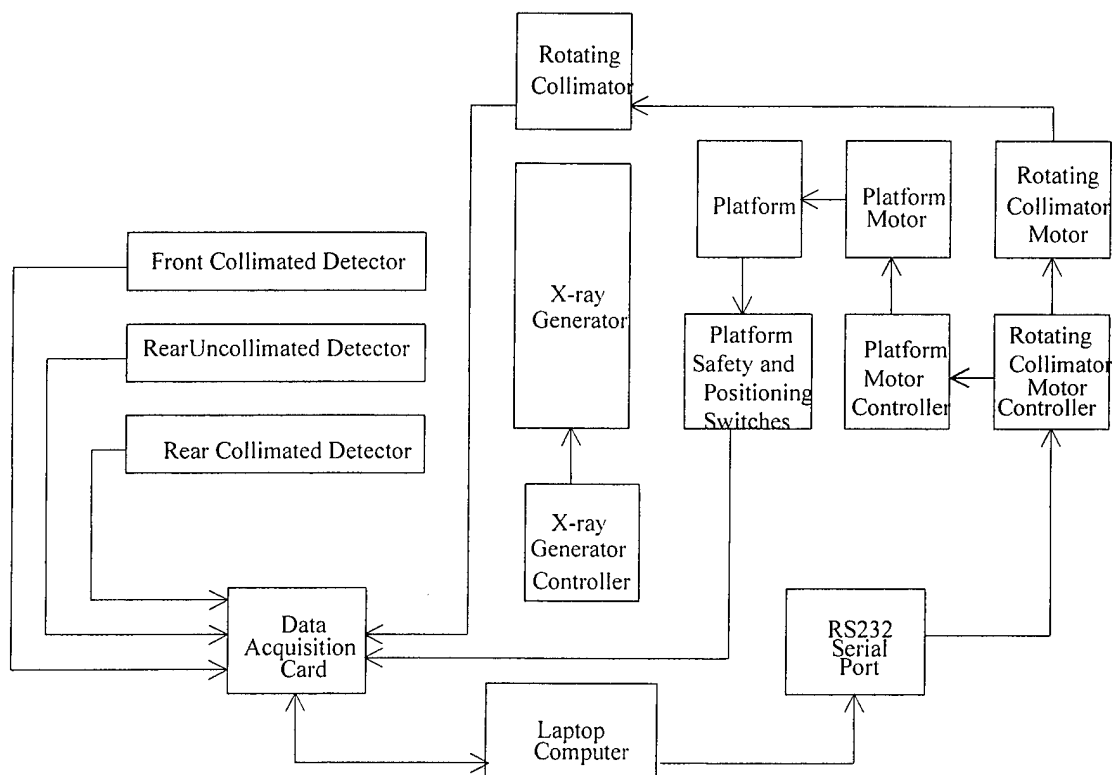 Rotating
Collimator
Platform
Platform
Motor
Rotating
Collimator
Motor
Front Collimated Detector
X-ray
Generator
RearUncollimated Detector
Platform
Safety and
Positioning
Switches
Platform
Motor
Controller
Rotating
Collimator
Motor
Controller
Rear Collimated Detector
X-ray
Generator
Controller
Data
Acquisition
Card
RS232
Serial
Port
Laptop
Computer